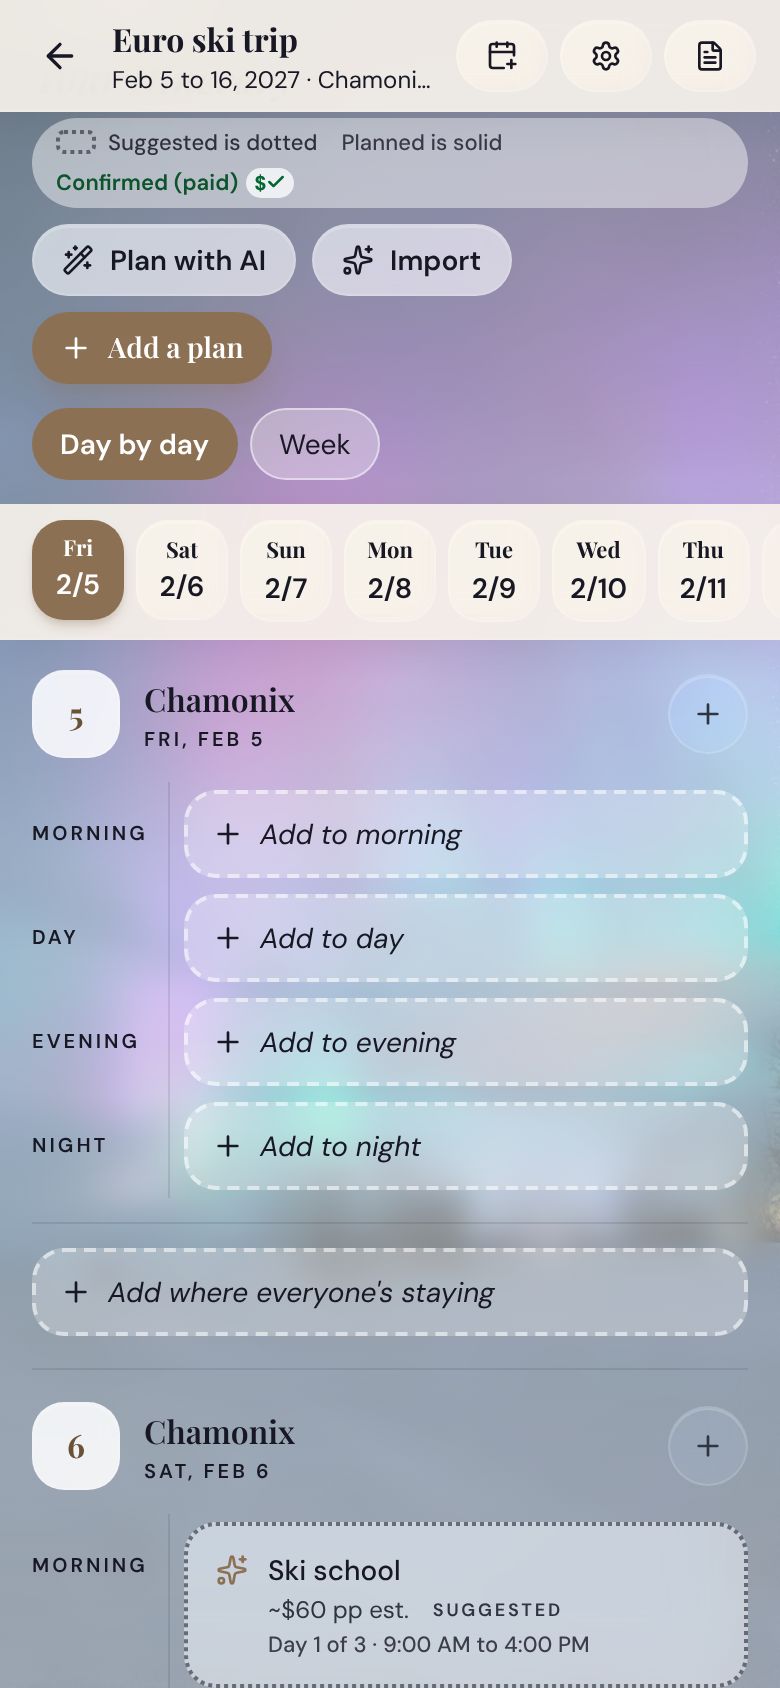 Euro ski trip
Feb 5 to 16, 2027 · Chamoni...
Suggested is dotted Planned is solid
Confirmed (paid) $✓
Plan with AI Import
+ Add a plan
Day by day Week
Fri Sat Sun Mon Tue Wed Thu
2/5 2/6 2/7 2/8 2/9 2/10 2/11
5 Chamonix
FRI, FEB 5
MORNING + Add to morning
DAY + Add to day
EVENING + Add to evening
NIGHT + Add to night
+ Add where everyone's staying
6 Chamonix
SAT, FEB 6
MORNING Ski school
~$60 pp est. SUGGESTED
Day 1 of 3 · 9:00 AM to 4:00 PM